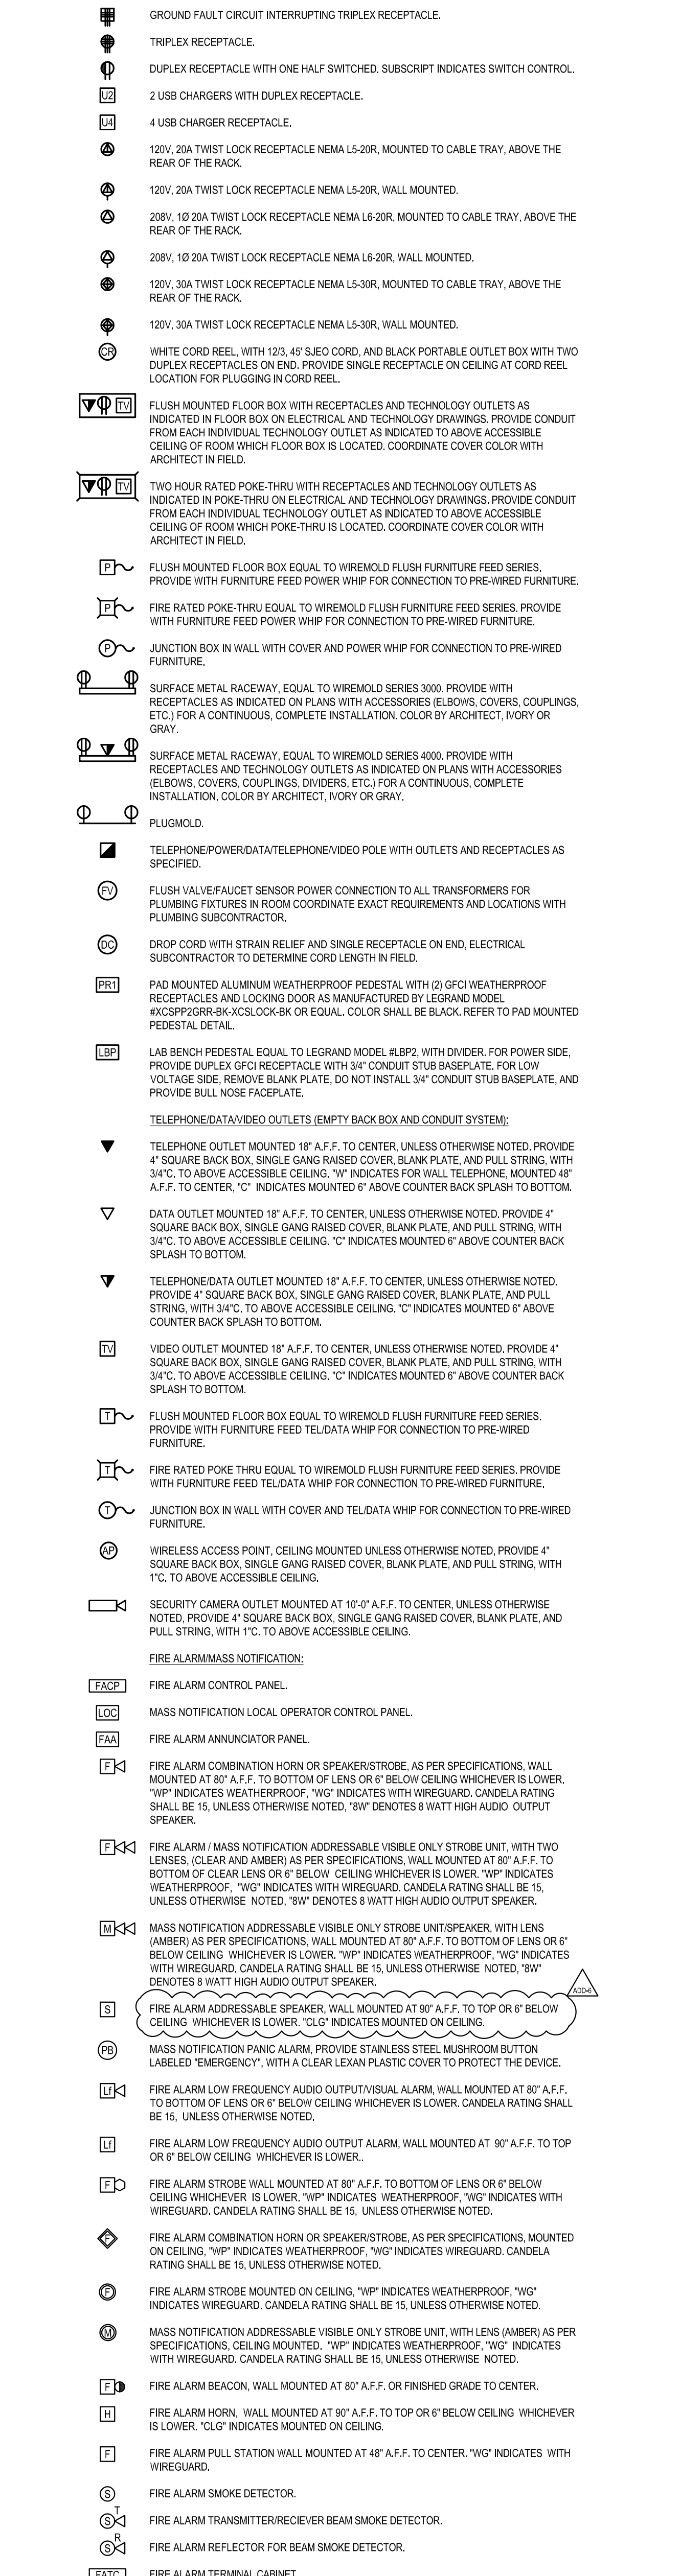 GROUND FAULT CIRCUIT INTERRUPTING TRIPLEX RECEPTACLE.
TRIPLEX RECEPTACLE.
DUPLEX RECEPTACLE WITH ONE HALF SWITCHED. SUBSCRIPT INDICATES SWITCH CONTROL.
U2 2 USB CHARGERS WITH DUPLEX RECEPTACLE.
U4 4 USB CHARGER RECEPTACLE.
120V, 20A TWIST LOCK RECEPTACLE NEMA L5-20R, MOUNTED TO CABLE TRAY, ABOVE THE
REAR OF THE RACK.
120V, 20A TWIST LOCK RECEPTACLE NEMA L5-20R, WALL MOUNTED.
208V, 1Ø 20A TWIST LOCK RECEPTACLE NEMA L6-20R, MOUNTED TO CABLE TRAY, ABOVE THE
REAR OF THE RACK.
208V, 1Ø 20A TWIST LOCK RECEPTACLE NEMA L6-20R, WALL MOUNTED.
120V, 30A TWIST LOCK RECEPTACLE NEMA L5-30R, MOUNTED TO CABLE TRAY, ABOVE THE
REAR OF THE RACK.
120V, 30A TWIST LOCK RECEPTACLE NEMA L5-30R, WALL MOUNTED.
CR WHITE CORD REEL, WITH 12/3, 45' SJEO CORD, AND BLACK PORTABLE OUTLET BOX WITH TWO
DUPLEX RECEPTACLES ON END. PROVIDE SINGLE RECEPTACLE ON CEILING AT CORD REEL
LOCATION FOR PLUGGING IN CORD REEL.
TV FLUSH MOUNTED FLOOR BOX WITH RECEPTACLES AND TECHNOLOGY OUTLETS AS
INDICATED IN FLOOR BOX ON ELECTRICAL AND TECHNOLOGY DRAWINGS. PROVIDE CONDUIT
FROM EACH INDIVIDUAL TECHNOLOGY OUTLET AS INDICATED TO ABOVE ACCESSIBLE
CEILING OF ROOM WHICH FLOOR BOX IS LOCATED. COORDINATE COVER COLOR WITH
ARCHITECT IN FIELD.
TV TWO HOUR RATED POKE-THRU WITH RECEPTACLES AND TECHNOLOGY OUTLETS AS
INDICATED IN POKE-THRU ON ELECTRICAL AND TECHNOLOGY DRAWINGS. PROVIDE CONDUIT
FROM EACH INDIVIDUAL TECHNOLOGY OUTLET AS INDICATED TO ABOVE ACCESSIBLE
CEILING OF ROOM WHICH POKE-THRU IS LOCATED. COORDINATE COVER COLOR WITH
ARCHITECT IN FIELD.
P FLUSH MOUNTED FLOOR BOX EQUAL TO WIREMOLD FLUSH FURNITURE FEED SERIES.
PROVIDE WITH FURNITURE FEED POWER WHIP FOR CONNECTION TO PRE-WIRED FURNITURE.
P FIRE RATED POKE-THRU EQUAL TO WIREMOLD FLUSH FURNITURE FEED SERIES. PROVIDE
WITH FURNITURE FEED POWER WHIP FOR CONNECTION TO PRE-WIRED FURNITURE.
P JUNCTION BOX IN WALL WITH COVER AND POWER WHIP FOR CONNECTION TO PRE-WIRED
FURNITURE.
SURFACE METAL RACEWAY, EQUAL TO WIREMOLD SERIES 3000. PROVIDE WITH
RECEPTACLES AS INDICATED ON PLANS WITH ACCESSORIES (ELBOWS, COVERS, COUPLINGS,
ETC.) FOR A CONTINUOUS, COMPLETE INSTALLATION. COLOR BY ARCHITECT, IVORY OR
GRAY.
SURFACE METAL RACEWAY, EQUAL TO WIREMOLD SERIES 4000. PROVIDE WITH
RECEPTACLES AND TECHNOLOGY OUTLETS AS INDICATED ON PLANS WITH ACCESSORIES
(ELBOWS, COVERS, COUPLINGS, DIVIDERS, ETC.) FOR A CONTINUOUS, COMPLETE
INSTALLATION. COLOR BY ARCHITECT, IVORY OR GRAY.
PLUGMOLD.
TELEPHONE/POWER/DATA/TELEPHONE/VIDEO POLE WITH OUTLETS AND RECEPTACLES AS
SPECIFIED.
FV FLUSH VALVE/FAUCET SENSOR POWER CONNECTION TO ALL TRANSFORMERS FOR
PLUMBING FIXTURES IN ROOM COORDINATE EXACT REQUIREMENTS AND LOCATIONS WITH
PLUMBING SUBCONTRACTOR.
DC DROP CORD WITH STRAIN RELIEF AND SINGLE RECEPTACLE ON END, ELECTRICAL
SUBCONTRACTOR TO DETERMINE CORD LENGTH IN FIELD.
PR1 PAD MOUNTED ALUMINUM WEATHERPROOF PEDESTAL WITH (2) GFCI WEATHERPROOF
RECEPTACLES AND LOCKING DOOR AS MANUFACTURED BY LEGRAND MODEL
#XCSPP2GRR-BK-XCSLOCK-BK OR EQUAL. COLOR SHALL BE BLACK. REFER TO PAD MOUNTED
PEDESTAL DETAIL.
LBP LAB BENCH PEDESTAL EQUAL TO LEGRAND MODEL #LBP2, WITH DIVIDER. FOR POWER SIDE,
PROVIDE DUPLEX GFCI RECEPTACLE WITH 3/4" CONDUIT STUB BASEPLATE. FOR LOW
VOLTAGE SIDE, REMOVE BLANK PLATE, DO NOT INSTALL 3/4" CONDUIT STUB BASEPLATE, AND
PROVIDE BULL NOSE FACEPLATE.
TELEPHONE/DATA/VIDEO OUTLETS (EMPTY BACK BOX AND CONDUIT SYSTEM):
TELEPHONE OUTLET MOUNTED 18" A.F.F. TO CENTER, UNLESS OTHERWISE NOTED. PROVIDE
4" SQUARE BACK BOX, SINGLE GANG RAISED COVER, BLANK PLATE, AND PULL STRING, WITH
3/4"C. TO ABOVE ACCESSIBLE CEILING. "W" INDICATES FOR WALL TELEPHONE, MOUNTED 48"
A.F.F. TO CENTER, "C" INDICATES MOUNTED 6" ABOVE COUNTER BACK SPLASH TO BOTTOM.
DATA OUTLET MOUNTED 18" A.F.F. TO CENTER, UNLESS OTHERWISE NOTED. PROVIDE 4"
SQUARE BACK BOX, SINGLE GANG RAISED COVER, BLANK PLATE, AND PULL STRING, WITH
3/4"C. TO ABOVE ACCESSIBLE CEILING. "C" INDICATES MOUNTED 6" ABOVE COUNTER BACK
SPLASH TO BOTTOM.
TELEPHONE/DATA OUTLET MOUNTED 18" A.F.F. TO CENTER, UNLESS OTHERWISE NOTED.
PROVIDE 4" SQUARE BACK BOX, SINGLE GANG RAISED COVER, BLANK PLATE, AND PULL
STRING, WITH 3/4"C. TO ABOVE ACCESSIBLE CEILING. "C" INDICATES MOUNTED 6" ABOVE
COUNTER BACK SPLASH TO BOTTOM.
TV VIDEO OUTLET MOUNTED 18" A.F.F. TO CENTER, UNLESS OTHERWISE NOTED. PROVIDE 4"
SQUARE BACK BOX, SINGLE GANG RAISED COVER, BLANK PLATE, AND PULL STRING, WITH
3/4"C. TO ABOVE ACCESSIBLE CEILING. "C" INDICATES MOUNTED 6" ABOVE COUNTER BACK
SPLASH TO BOTTOM.
T FLUSH MOUNTED FLOOR BOX EQUAL TO WIREMOLD FLUSH FURNITURE FEED SERIES.
PROVIDE WITH FURNITURE FEED TEL/DATA WHIP FOR CONNECTION TO PRE-WIRED
FURNITURE.
T FIRE RATED POKE THRU EQUAL TO WIREMOLD FLUSH FURNITURE FEED SERIES. PROVIDE
WITH FURNITURE FEED TEL/DATA WHIP FOR CONNECTION TO PRE-WIRED FURNITURE.
T JUNCTION BOX IN WALL WITH COVER AND TEL/DATA WHIP FOR CONNECTION TO PRE-WIRED
FURNITURE.
AP WIRELESS ACCESS POINT, CEILING MOUNTED UNLESS OTHERWISE NOTED, PROVIDE 4"
SQUARE BACK BOX, SINGLE GANG RAISED COVER, BLANK PLATE, AND PULL STRING, WITH
1"C. TO ABOVE ACCESSIBLE CEILING.
SECURITY CAMERA OUTLET MOUNTED AT 10'-0" A.F.F. TO CENTER, UNLESS OTHERWISE
NOTED, PROVIDE 4" SQUARE BACK BOX, SINGLE GANG RAISED COVER, BLANK PLATE, AND
PULL STRING, WITH 1"C. TO ABOVE ACCESSIBLE CEILING.
FIRE ALARM/MASS NOTIFICATION:
FACP FIRE ALARM CONTROL PANEL.
LOC MASS NOTIFICATION LOCAL OPERATOR CONTROL PANEL.
FAA FIRE ALARM ANNUNCIATOR PANEL.
F FIRE ALARM COMBINATION HORN OR SPEAKER/STROBE, AS PER SPECIFICATIONS, WALL
MOUNTED AT 80" A.F.F. TO BOTTOM OF LENS OR 6" BELOW CEILING WHICHEVER IS LOWER.
"WP" INDICATES WEATHERPROOF, "WG" INDICATES WITH WIREGUARD. CANDELA RATING
SHALL BE 15, UNLESS OTHERWISE NOTED, "8W" DENOTES 8 WATT HIGH AUDIO OUTPUT
SPEAKER.
F FIRE ALARM / MASS NOTIFICATION ADDRESSABLE VISIBLE ONLY STROBE UNIT, WITH TWO
LENSES, (CLEAR AND AMBER) AS PER SPECIFICATIONS, WALL MOUNTED AT 80" A.F.F. TO
BOTTOM OF CLEAR LENS OR 6" BELOW CEILING WHICHEVER IS LOWER. "WP" INDICATES
WEATHERPROOF, "WG" INDICATES WITH WIREGUARD. CANDELA RATING SHALL BE 15,
UNLESS OTHERWISE NOTED, "8W" DENOTES 8 WATT HIGH AUDIO OUTPUT SPEAKER.
M MASS NOTIFICATION ADDRESSABLE VISIBLE ONLY STROBE UNIT/SPEAKER, WITH LENS
(AMBER) AS PER SPECIFICATIONS, WALL MOUNTED AT 80" A.F.F. TO BOTTOM OF LENS OR 6"
BELOW CEILING WHICHEVER IS LOWER. "WP" INDICATES WEATHERPROOF, "WG" INDICATES
WITH WIREGUARD. CANDELA RATING SHALL BE 15, UNLESS OTHERWISE NOTED, "8W"
DENOTES 8 WATT HIGH AUDIO OUTPUT SPEAKER.
ADD-6
S FIRE ALARM ADDRESSABLE SPEAKER, WALL MOUNTED AT 90" A.F.F. TO TOP OR 6" BELOW
CEILING WHICHEVER IS LOWER. "CLG" INDICATES MOUNTED ON CEILING.
PB MASS NOTIFICATION PANIC ALARM, PROVIDE STAINLESS STEEL MUSHROOM BUTTON
LABELED "EMERGENCY", WITH A CLEAR LEXAN PLASTIC COVER TO PROTECT THE DEVICE.
Lf FIRE ALARM LOW FREQUENCY AUDIO OUTPUT/VISUAL ALARM, WALL MOUNTED AT 80" A.F.F.
TO BOTTOM OF LENS OR 6" BELOW CEILING WHICHEVER IS LOWER. CANDELA RATING SHALL
BE 15, UNLESS OTHERWISE NOTED.
Lf FIRE ALARM LOW FREQUENCY AUDIO OUTPUT ALARM, WALL MOUNTED AT 90" A.F.F. TO TOP
OR 6" BELOW CEILING WHICHEVER IS LOWER..
F FIRE ALARM STROBE WALL MOUNTED AT 80" A.F.F. TO BOTTOM OF LENS OR 6" BELOW
CEILING WHICHEVER IS LOWER. "WP" INDICATES WEATHERPROOF, "WG" INDICATES WITH
WIREGUARD. CANDELA RATING SHALL BE 15, UNLESS OTHERWISE NOTED.
F FIRE ALARM COMBINATION HORN OR SPEAKER/STROBE, AS PER SPECIFICATIONS, MOUNTED
ON CEILING, "WP" INDICATES WEATHERPROOF, "WG" INDICATES WIREGUARD. CANDELA
RATING SHALL BE 15, UNLESS OTHERWISE NOTED.
F FIRE ALARM STROBE MOUNTED ON CEILING, "WP" INDICATES WEATHERPROOF, "WG"
INDICATES WIREGUARD. CANDELA RATING SHALL BE 15, UNLESS OTHERWISE NOTED.
M MASS NOTIFICATION ADDRESSABLE VISIBLE ONLY STROBE UNIT, WITH LENS (AMBER) AS PER
SPECIFICATIONS, CEILING MOUNTED. "WP" INDICATES WEATHERPROOF, "WG" INDICATES
WITH WIREGUARD. CANDELA RATING SHALL BE 15, UNLESS OTHERWISE NOTED.
F FIRE ALARM BEACON, WALL MOUNTED AT 80" A.F.F. OR FINISHED GRADE TO CENTER.
H FIRE ALARM HORN, WALL MOUNTED AT 90" A.F.F. TO TOP OR 6" BELOW CEILING WHICHEVER
IS LOWER. "CLG" INDICATES MOUNTED ON CEILING.
F FIRE ALARM PULL STATION WALL MOUNTED AT 48" A.F.F. TO CENTER. "WG" INDICATES WITH
WIREGUARD.
S FIRE ALARM SMOKE DETECTOR.
T
S FIRE ALARM TRANSMITTER/RECIEVER BEAM SMOKE DETECTOR.
R
S FIRE ALARM REFLECTOR FOR BEAM SMOKE DETECTOR.
FATC FIRE ALARM TERMINAL CABINET